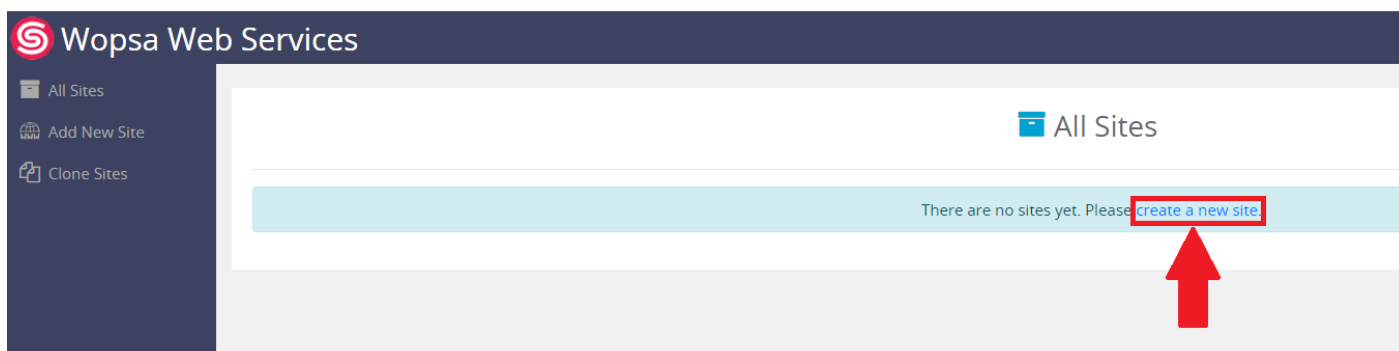 Wopsa Web Services
All Sites
Add New Site
Clone Sites
All Sites
There are no sites yet. Please create a new site.